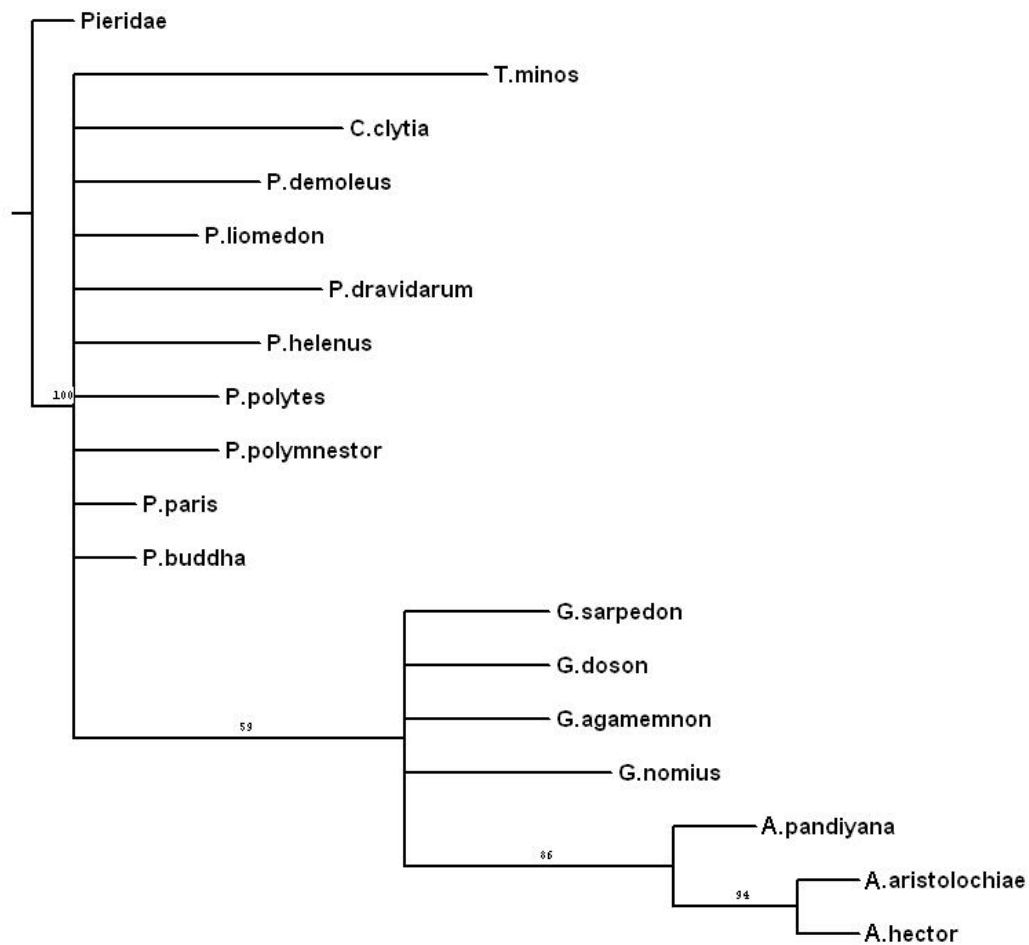 Pieridae
T.minos
C.clytia
P.demoleus
P.liomedon
P.dravidarum
P.helenus
100
P.polytes
P.polymnestor
P.paris
P.buddha
G.sarpedon
G.doson
G.agamemnon
59
G.nomius
A.pandiyana
86
A.aristolochiae
94
A.hector